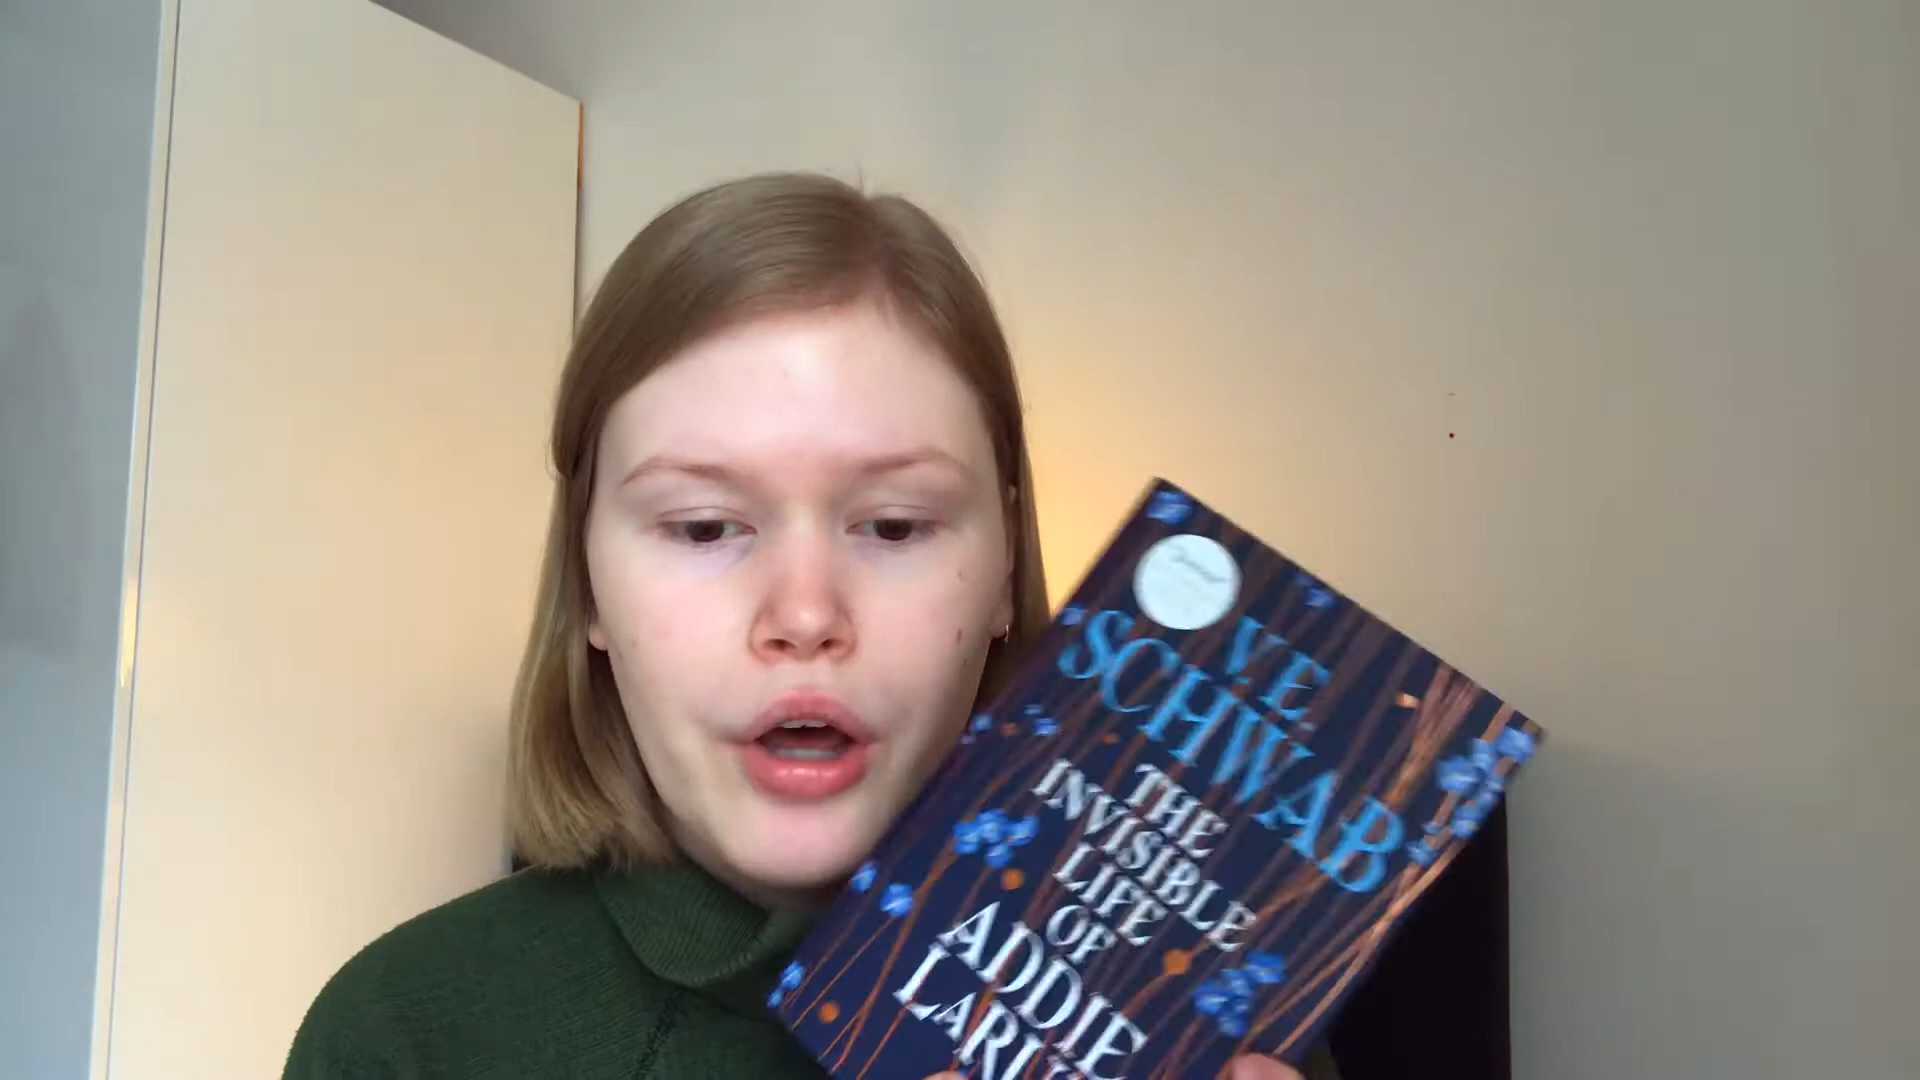 V.E.
SCHWAB
THE
INVISIBLE
LIFE
OF
ADDIE